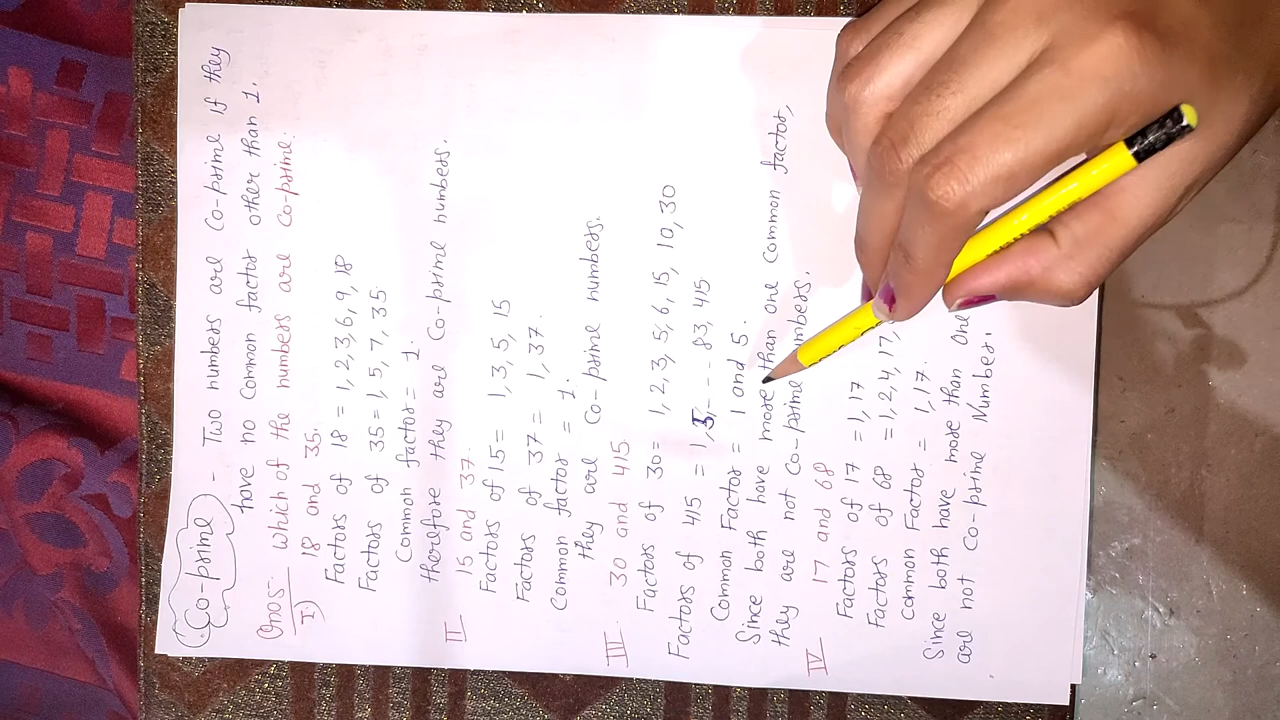 Co-prime - Two numbers are Co-prime if they
have no common factor other than 1.
Qno5 - which of the numbers are Co-prime.
I) 18 and 35.
Factors of 18 = 1, 2, 3, 6, 9, 18
Factors of 35 = 1, 5, 7, 35
Common factor = 1.
therefore they are Co-prime numbers.
II 15 and 37.
Factors of 15 = 1, 3, 5, 15
Factors of 37 = 1, 37.
Common factor = 1.
they are Co-prime numbers.
III. 30 and 415
Factors of 30 = 1, 2, 3, 5, 6, 15, 10, 30
Factors of 415 = 1, 5, - - - 83, 415
Common Factor = 1 and 5.
Since both have more than one common factor,
they are not Co-prime numbers.
IV 17 and 68
Factors of 17 = 1, 17
Factors of 68 = 1, 2, 4, 17,
Common Factor = 1, 17.
Since both have more than one
are not Co-prime Numbers.